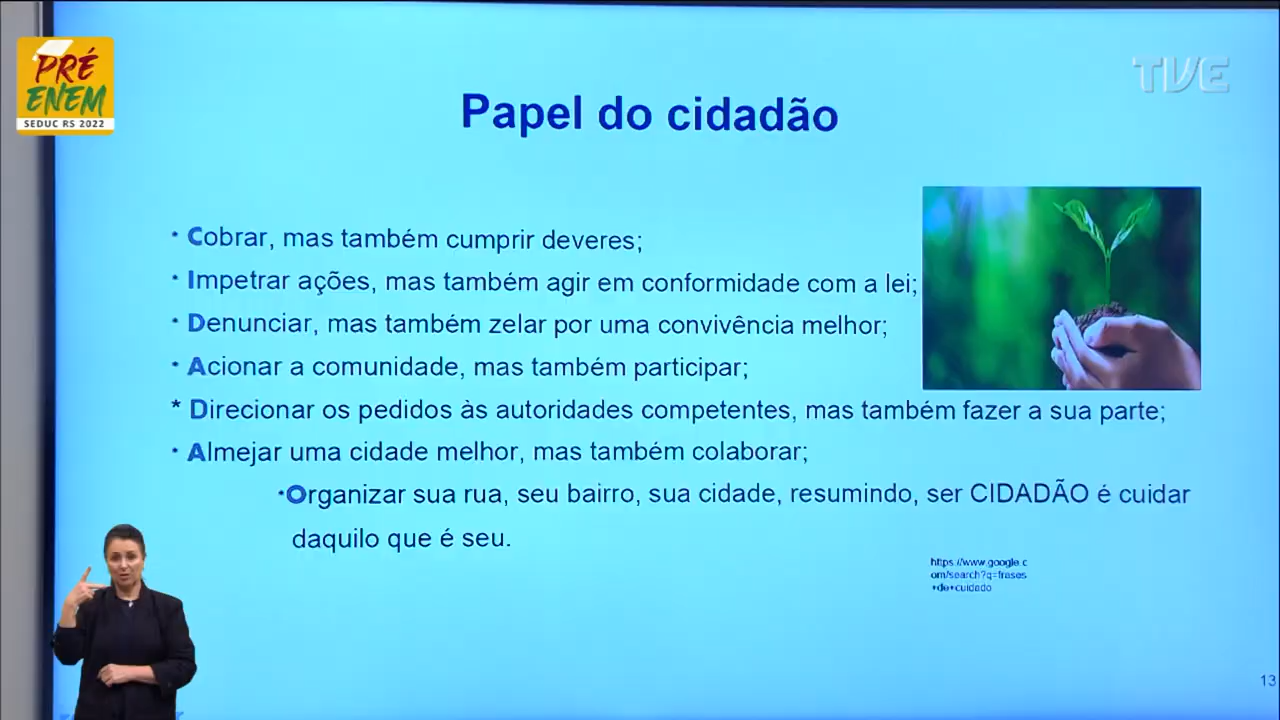 PRÉ
ENEM
SEDUC RS 2022
TVE
Papel do cidadão
· Cobrar, mas também cumprir deveres;
· Impetrar ações, mas também agir em conformidade com a lei;
· Denunciar, mas também zelar por uma convivência melhor;
· Acionar a comunidade, mas também participar;
* Direcionar os pedidos às autoridades competentes, mas também fazer a sua parte;
· Almejar uma cidade melhor, mas também colaborar;
·Organizar sua rua, seu bairro, sua cidade, resumindo, ser CIDADÃO é cuidar
daquilo que é seu.
https://www.google.c
om/search?q=frases
+de+cuidado
13